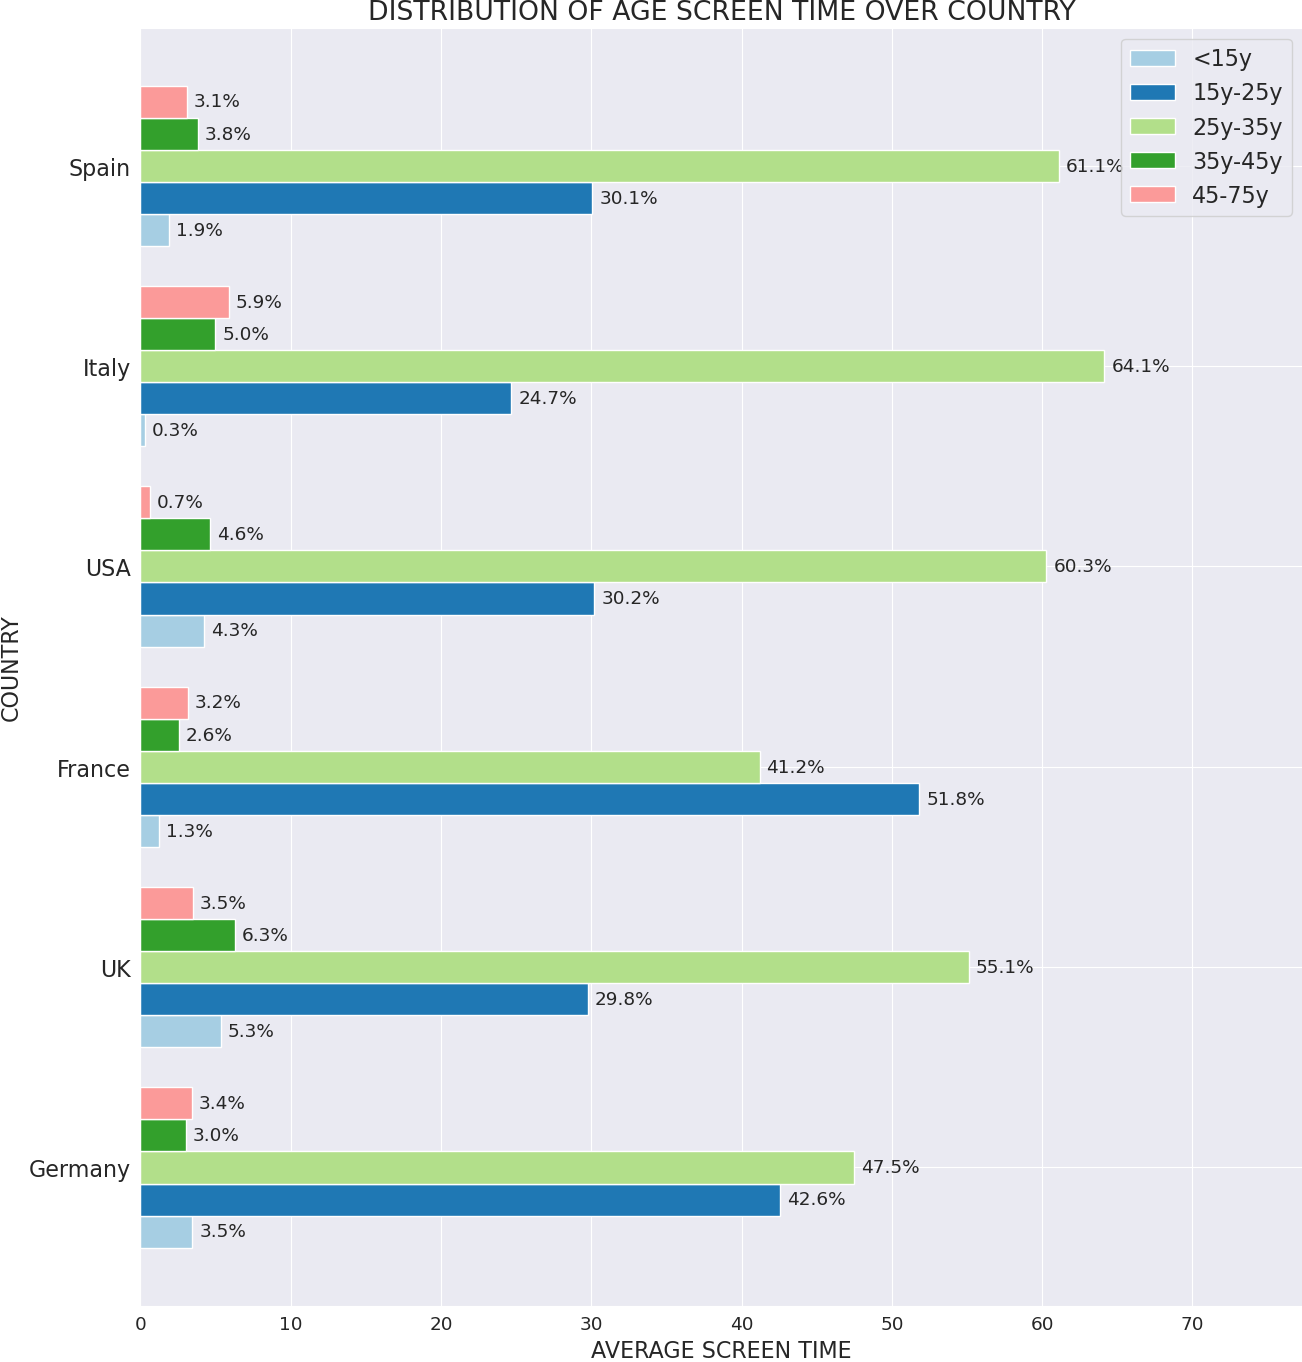 DISTRIBUTION OF AGE SCREEN TIME OVER COUNTRY
<15y
15y-25y
25y-35y
35y-45y
45-75y
3.1%
3.8%
Spain
61.1%
30.1%
1.9%
5.9%
5.0%
Italy
64.1%
24.7%
0.3%
0.7%
4.6%
USA
60.3%
30.2%
4.3%
COUNTRY
3.2%
2.6%
France
41.2%
51.8%
1.3%
3.5%
6.3%
UK
55.1%
29.8%
5.3%
3.4%
3.0%
Germany
47.5%
42.6%
3.5%
0 10 20 30 40 50 60 70
AVERAGE SCREEN TIME